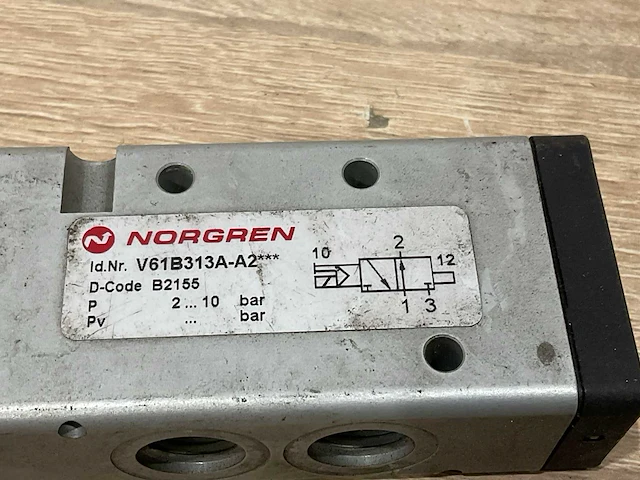 NORGREN
Id.Nr. V61B313A-A2***
D-Code B2155
P 2 ... 10 bar
Pv ... bar
10 2 12
1 3